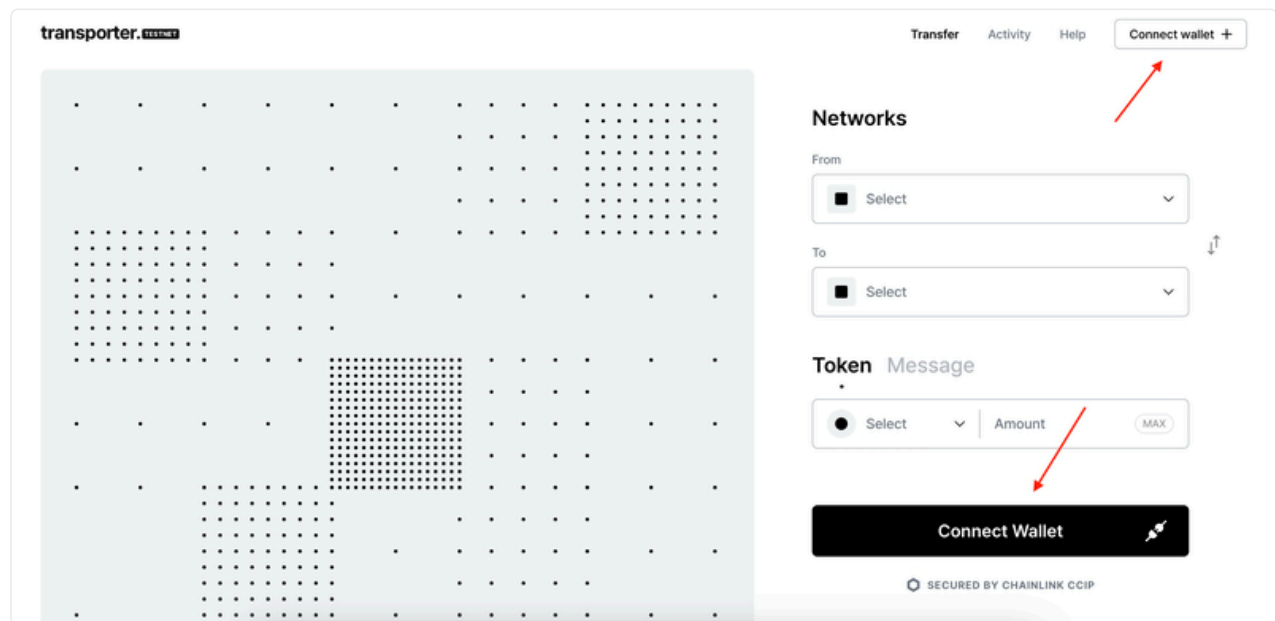 transporter. TESTNET
Transfer Activity Help Connect wallet +
Networks
From
Select
To
Select
Token Message
Select Amount MAX
Connect Wallet
SECURED BY CHAINLINK CCIP